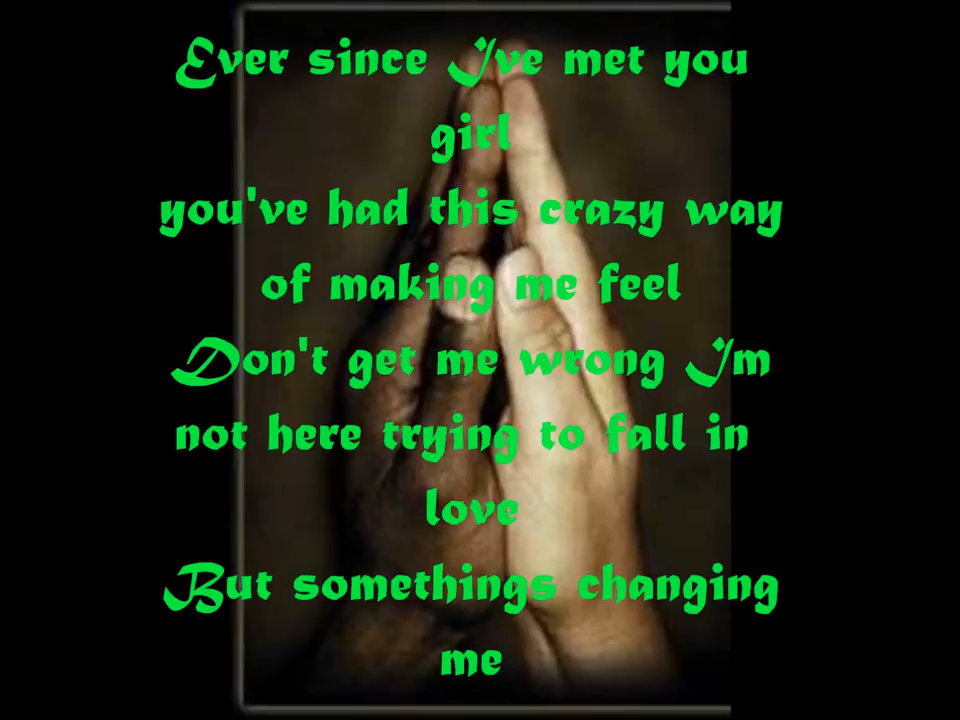 Ever since I've met you
girl
you've had this crazy way
of making me feel
Don't get me wrong I'm
not here trying to fall in
love
But somethings changing
me